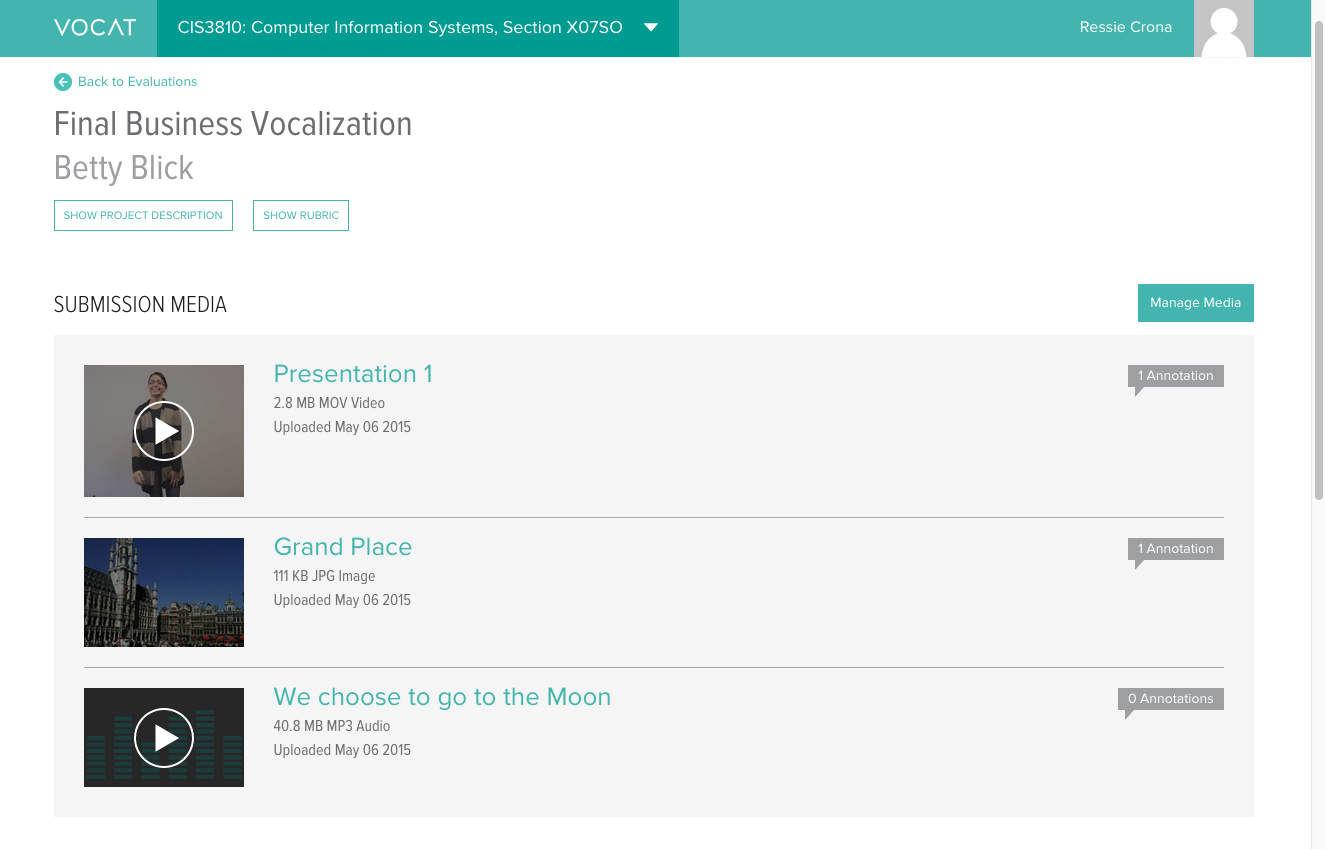 VOCAT
CIS3810: Computer Information Systems, Section X07SO
Ressie Crona
Back to Evaluations
Final Business Vocalization
Betty Blick
SHOW PROJECT DESCRIPTION
SHOW RUBRIC
SUBMISSION MEDIA
Manage Media
Presentation 1
1 Annotation
2.8 MB MOV Video
Uploaded May 06 2015
Grand Place
1 Annotation
111 KB JPG Image
Uploaded May 06 2015
We choose to go to the Moon
0 Annotations
40.8 MB MP3 Audio
Uploaded May 06 2015